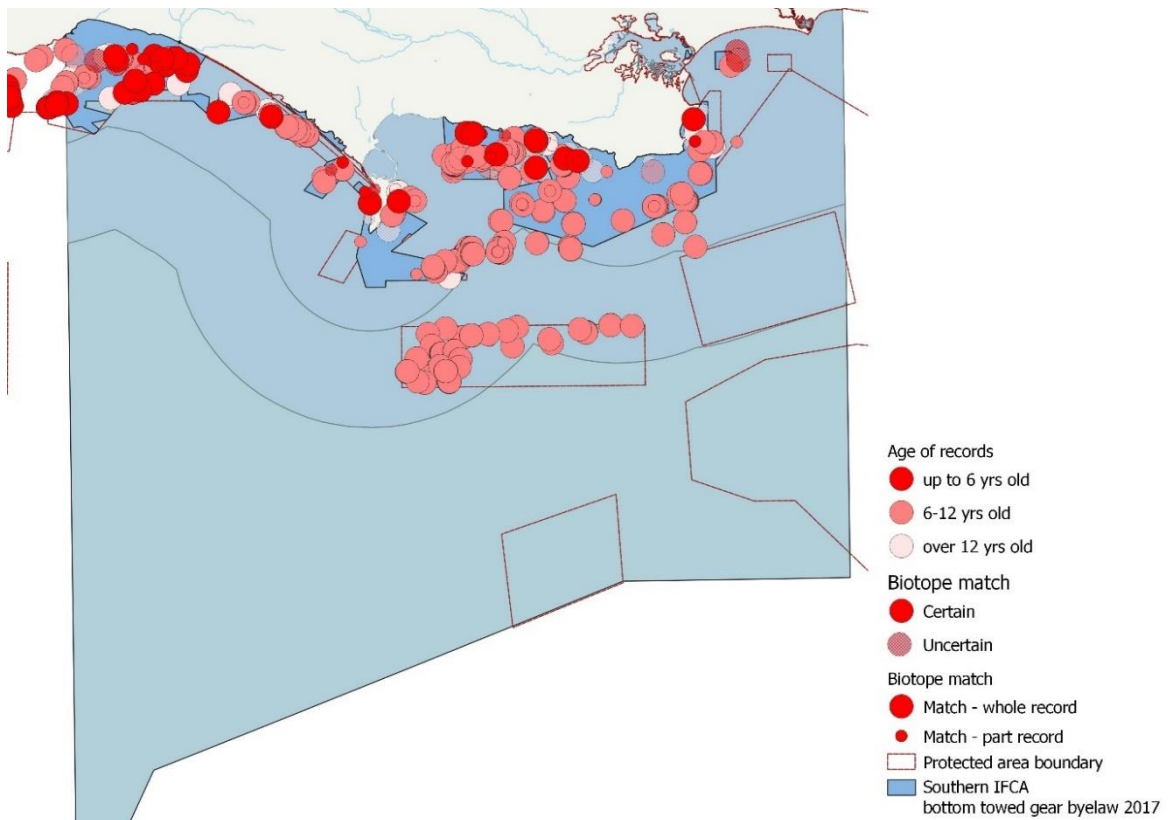 Age of records
up to 6 yrs old
6-12 yrs old
over 12 yrs old
Biotope match
Certain
Uncertain
Biotope match
Match - whole record
Match - part record
Protected area boundary
Southern IFCA
bottom towed gear byelaw 2017